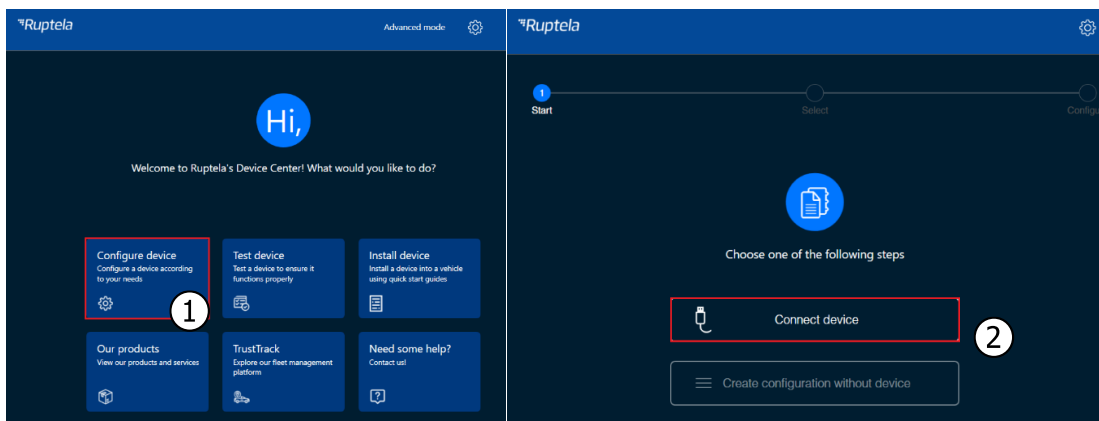 Ruptela
Advanced mode
Hi,
Welcome to Ruptela's Device Center! What would you like to do?
Configure device
Configure a device according
to your needs
1
Test device
Test a device to ensure it
functions properly
Install device
Install a device into a vehicle
using quick start guides
Our products
View our products and services
TrustTrack
Explore our fleet management
platform
Need some help?
Contact us!
Ruptela
1
Start
Select
Configu
Choose one of the following steps
Connect device
2
Create configuration without device